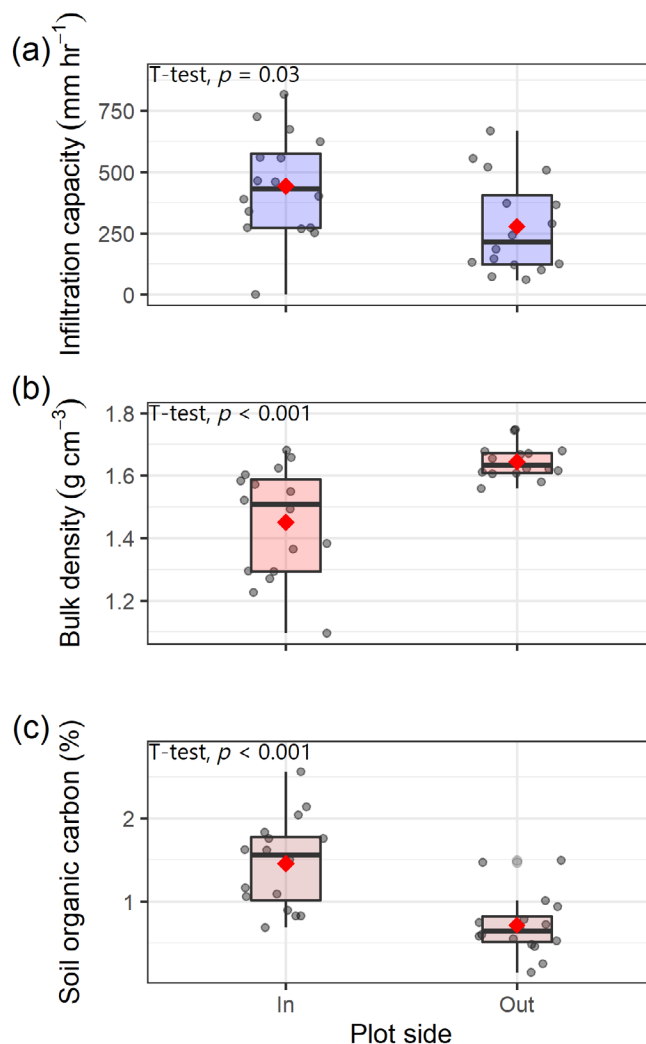 (a)
Infiltration capacity (mm hr⁻¹)
T-test, p = 0.03
750
500
250
0
(b)
Bulk density (g cm⁻³)
T-test, p < 0.001
1.8
1.6
1.4
1.2
(c)
Soil organic carbon (%)
T-test, p < 0.001
2
1
In Out
Plot side